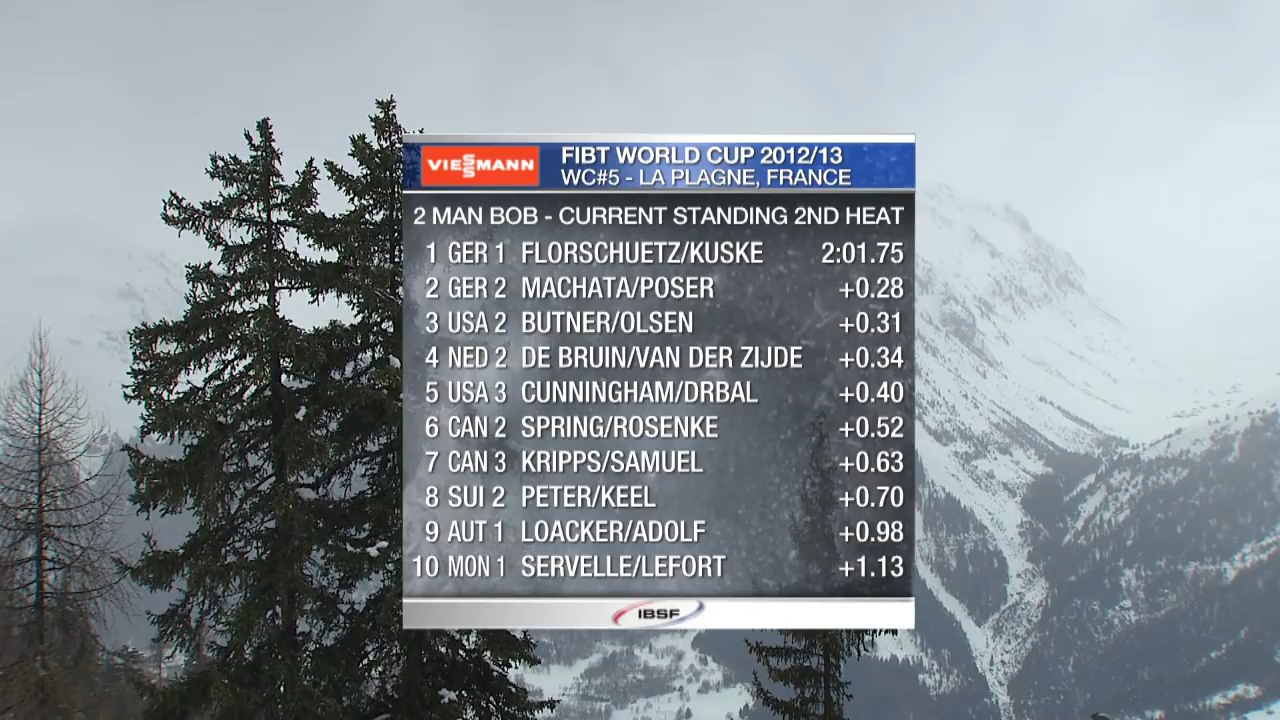 VIESSMANN
FIBT WORLD CUP 2012/13
WC#5 - LA PLAGNE, FRANCE
2 MAN BOB - CURRENT STANDING 2ND HEAT
1 GER 1 FLORSCHUETZ/KUSKE 2:01.75
2 GER 2 MACHATA/POSER +0.28
3 USA 2 BUTNER/OLSEN +0.31
4 NED 2 DE BRUIN/VAN DER ZIJDE +0.34
5 USA 3 CUNNINGHAM/DRBAL +0.40
6 CAN 2 SPRING/ROSENKE +0.52
7 CAN 3 KRIPPS/SAMUEL +0.63
8 SUI 2 PETER/KEEL +0.70
9 AUT 1 LOACKER/ADOLF +0.98
10 MON 1 SERVELLE/LEFORT +1.13
IBSF